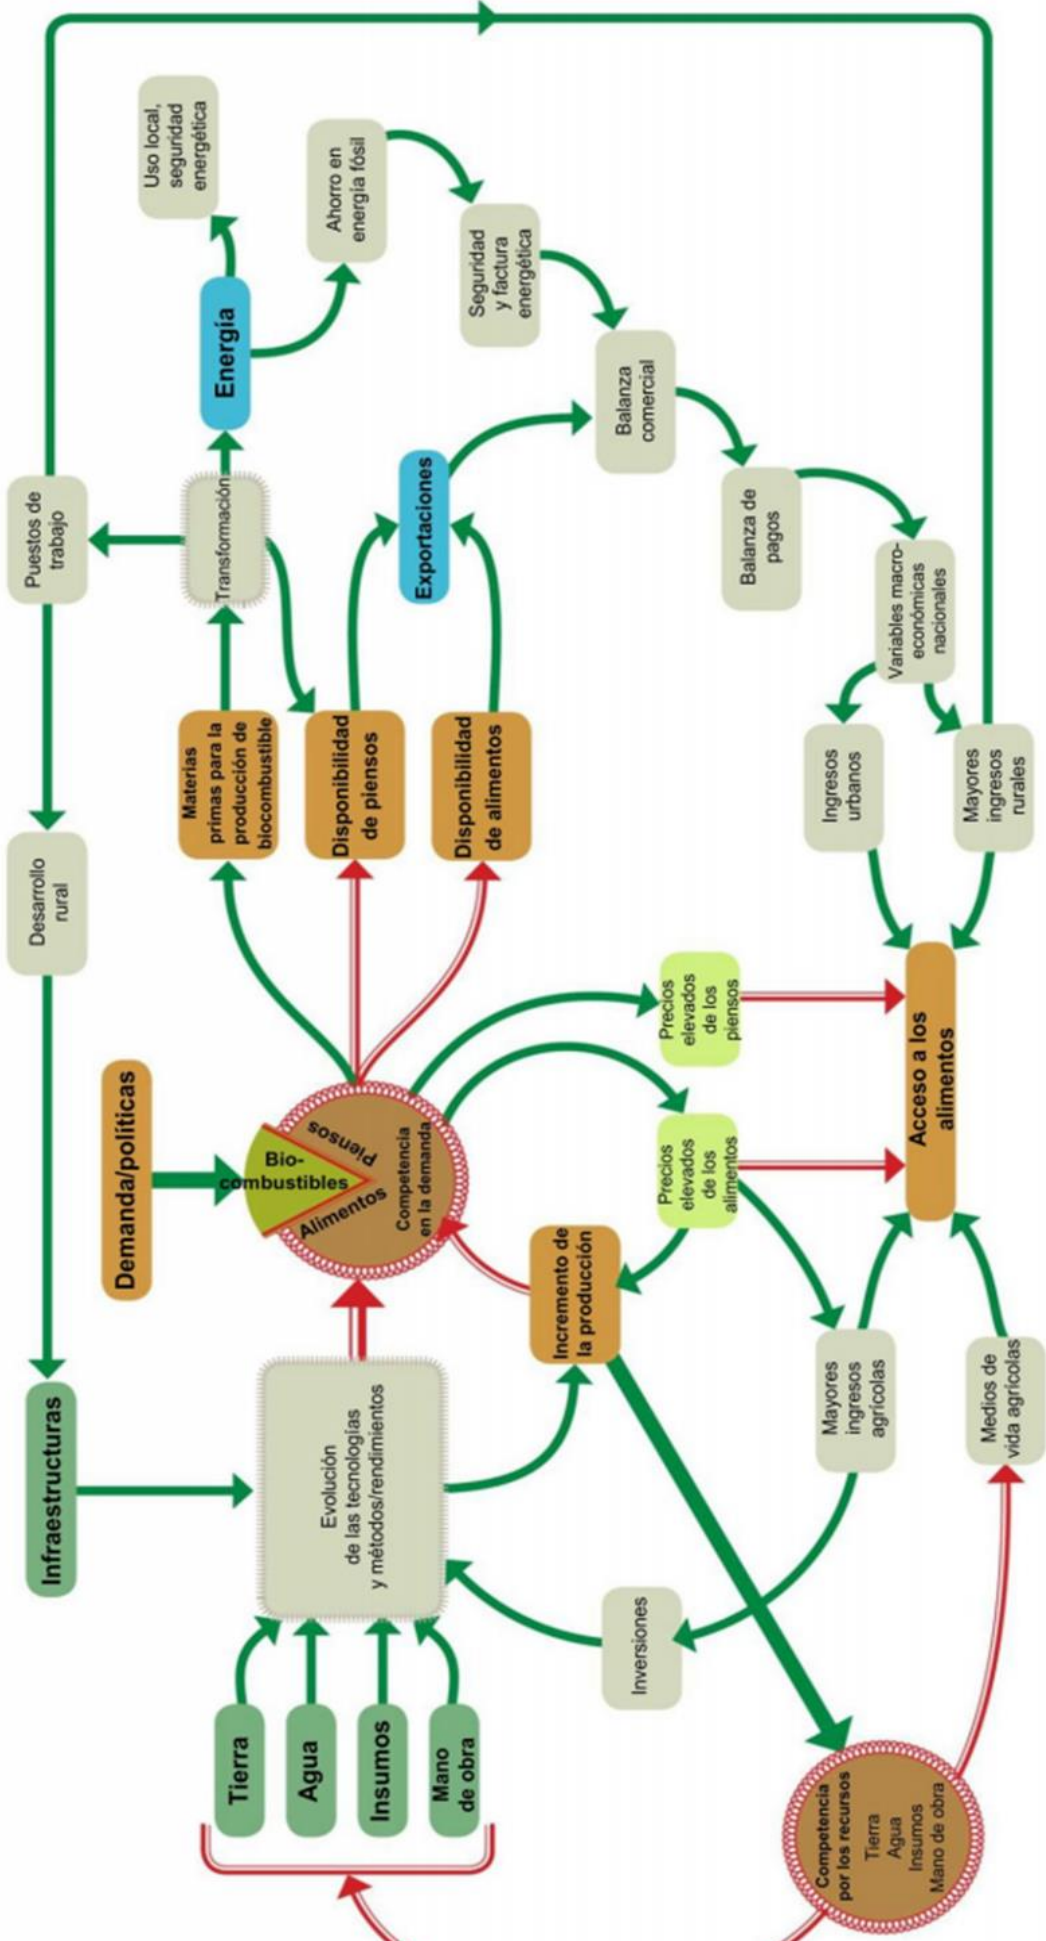 Infraestructuras
Desarrollo
rural
Puestos de
trabajo
Demanda/políticas
Uso local,
seguridad
energética
Tierra
Agua
Insumos
Mano
de obra
Evolución
de las tecnologías
y métodos/rendimientos
Bio-
combustibles
Alimentos
Piensos
Competencia
en la demanda
Materias
primas para la
producción de
biocombustible
Transformación
Energía
Disponibilidad
de piensos
Disponibilidad
de alimentos
Exportaciones
Ahorro en
energía fósil
Seguridad
y factura
energética
Incremento de
la producción
Inversiones
Balanza
comercial
Precios
elevados
de los
alimentos
Precios
elevados
de los
piensos
Balanza de
pagos
Competencia
por los recursos
Tierra
Agua
Insumos
Mano de obra
Mayores
ingresos
agrícolas
Ingresos
urbanos
Variables macro-
económicas
nacionales
Acceso a los
alimentos
Medios de
vida agrícolas
Mayores
ingresos
rurales